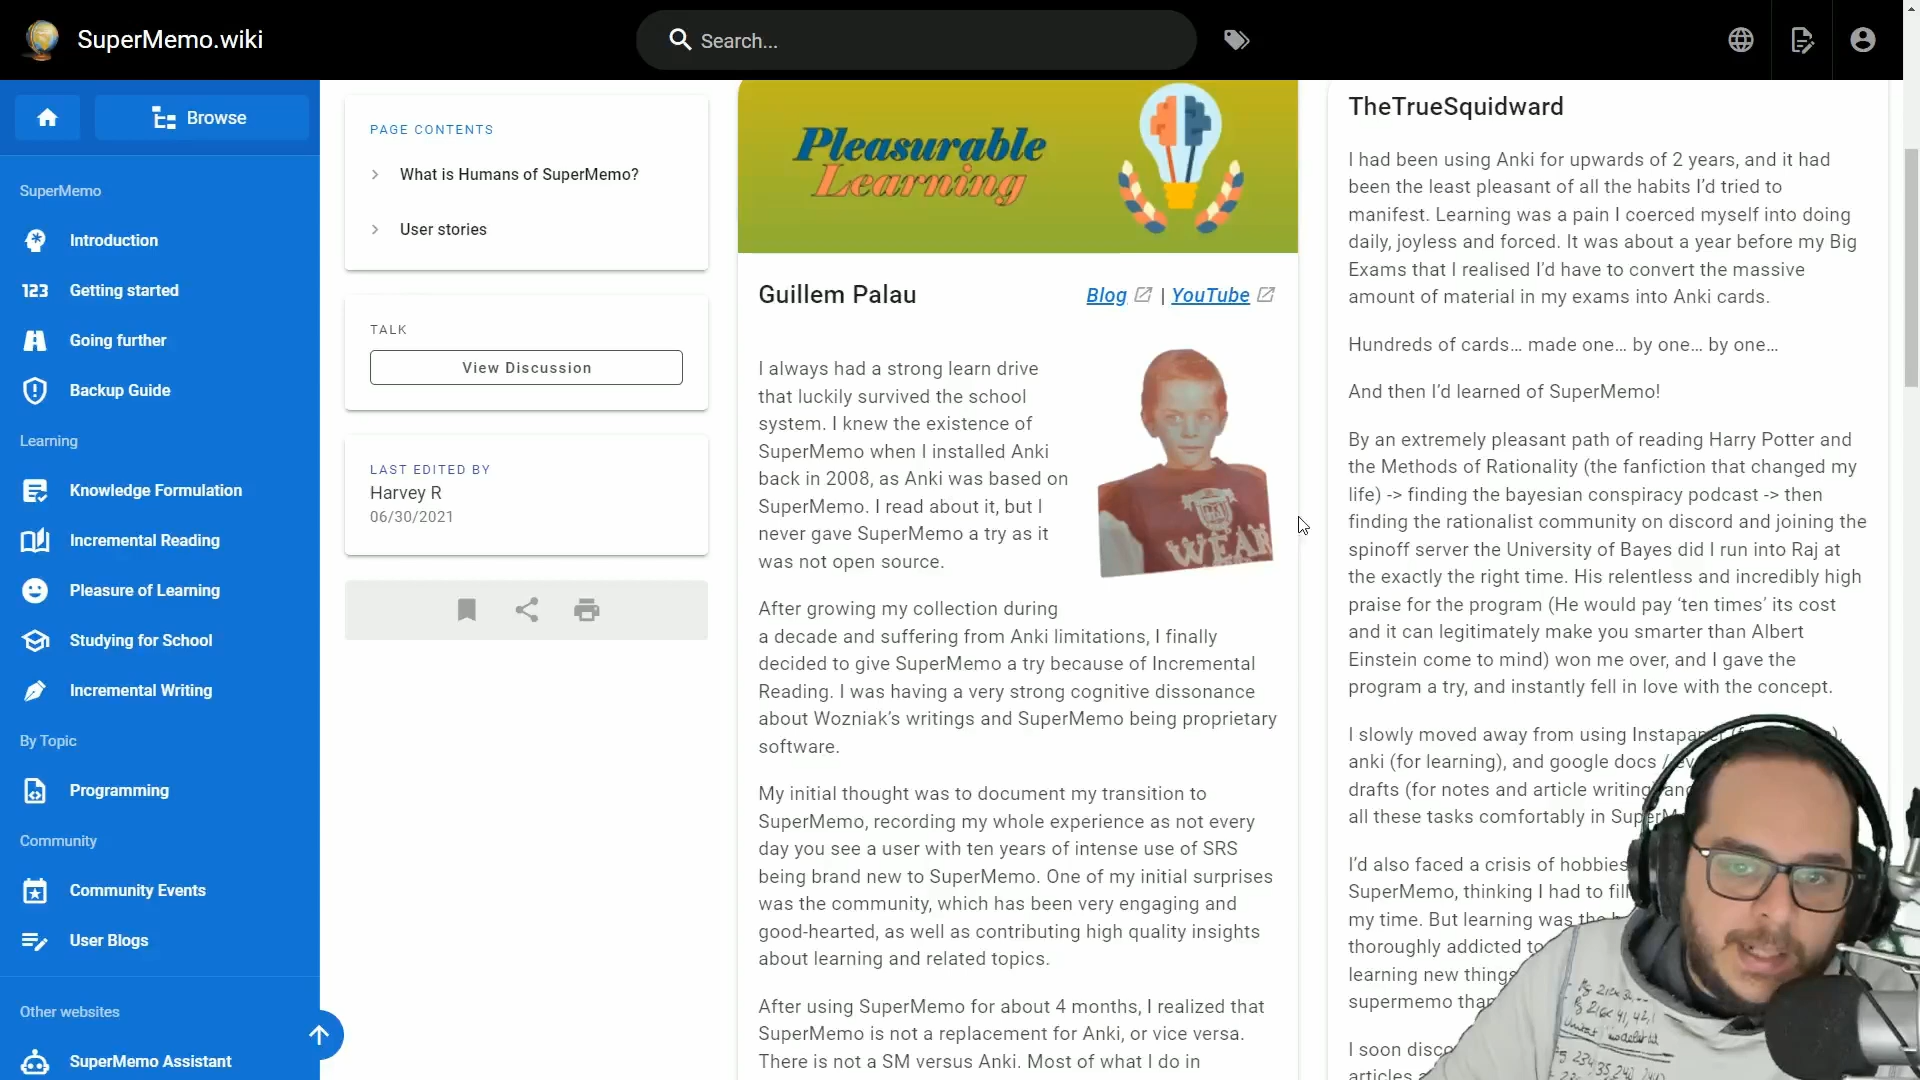 SuperMemo.wiki
Search...
Browse
SuperMemo
Introduction
123 Getting started
Going further
Backup Guide
Learning
Knowledge Formulation
Incremental Reading
Pleasure of Learning
Studying for School
Incremental Writing
By Topic
Programming
Community
Community Events
User Blogs
Other websites
SuperMemo Assistant
PAGE CONTENTS
What is Humans of SuperMemo?
User stories
TALK
View Discussion
LAST EDITED BY
Harvey R
06/30/2021
Pleasurable
Learning
Guillem Palau
Blog | YouTube
I always had a strong learn drive
that luckily survived the school
system. I knew the existence of
SuperMemo when I installed Anki
back in 2008, as Anki was based on
SuperMemo. I read about it, but I
never gave SuperMemo a try as it
was not open source.
WEAR
After growing my collection during
a decade and suffering from Anki limitations, I finally
decided to give SuperMemo a try because of Incremental
Reading. I was having a very strong cognitive dissonance
about Wozniak’s writings and SuperMemo being proprietary
software.
My initial thought was to document my transition to
SuperMemo, recording my whole experience as not every
day you see a user with ten years of intense use of SRS
being brand new to SuperMemo. One of my initial surprises
was the community, which has been very engaging and
good-hearted, as well as contributing high quality insights
about learning and related topics.
After using SuperMemo for about 4 months, I realized that
SuperMemo is not a replacement for Anki, or vice versa.
There is not a SM versus Anki. Most of what I do in
TheTrueSquidward
I had been using Anki for upwards of 2 years, and it had
been the least pleasant of all the habits I’d tried to
manifest. Learning was a pain I coerced myself into doing
daily, joyless and forced. It was about a year before my Big
Exams that I realised I’d have to convert the massive
amount of material in my exams into Anki cards.
Hundreds of cards… made one… by one… by one…
And then I’d learned of SuperMemo!
By an extremely pleasant path of reading Harry Potter and
the Methods of Rationality (the fanfiction that changed my
life) -> finding the bayesian conspiracy podcast -> then
finding the rationalist community on discord and joining the
spinoff server the University of Bayes did I run into Raj at
the exactly the right time. His relentless and incredibly high
praise for the program (He would pay ‘ten times’ its cost
and it can legitimately make you smarter than Albert
Einstein come to mind) won me over, and I gave the
program a try, and instantly fell in love with the concept.
I slowly moved away from using
anki (for learning), and google docs /
drafts (for notes and article writing)
all these tasks comfortably in
I’d also faced a crisis of hobbies
SuperMemo, thinking I had to
my time. But learning was
thoroughly addicted
learning new things
supermemo
I soon
articles